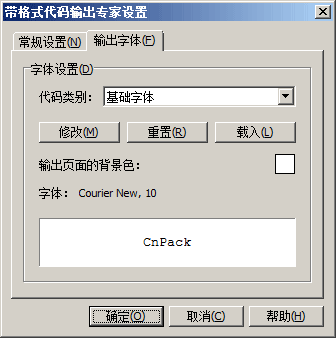 带格式代码输出专家设置
常规设置(N) 输出字体(F)
字体设置(D)
代码类别： 基础字体
修改(M) 重置(R) 载入(L)
输出页面的背景色：
字体： Courier New, 10
CnPack
确定(O) 取消(C) 帮助(H)